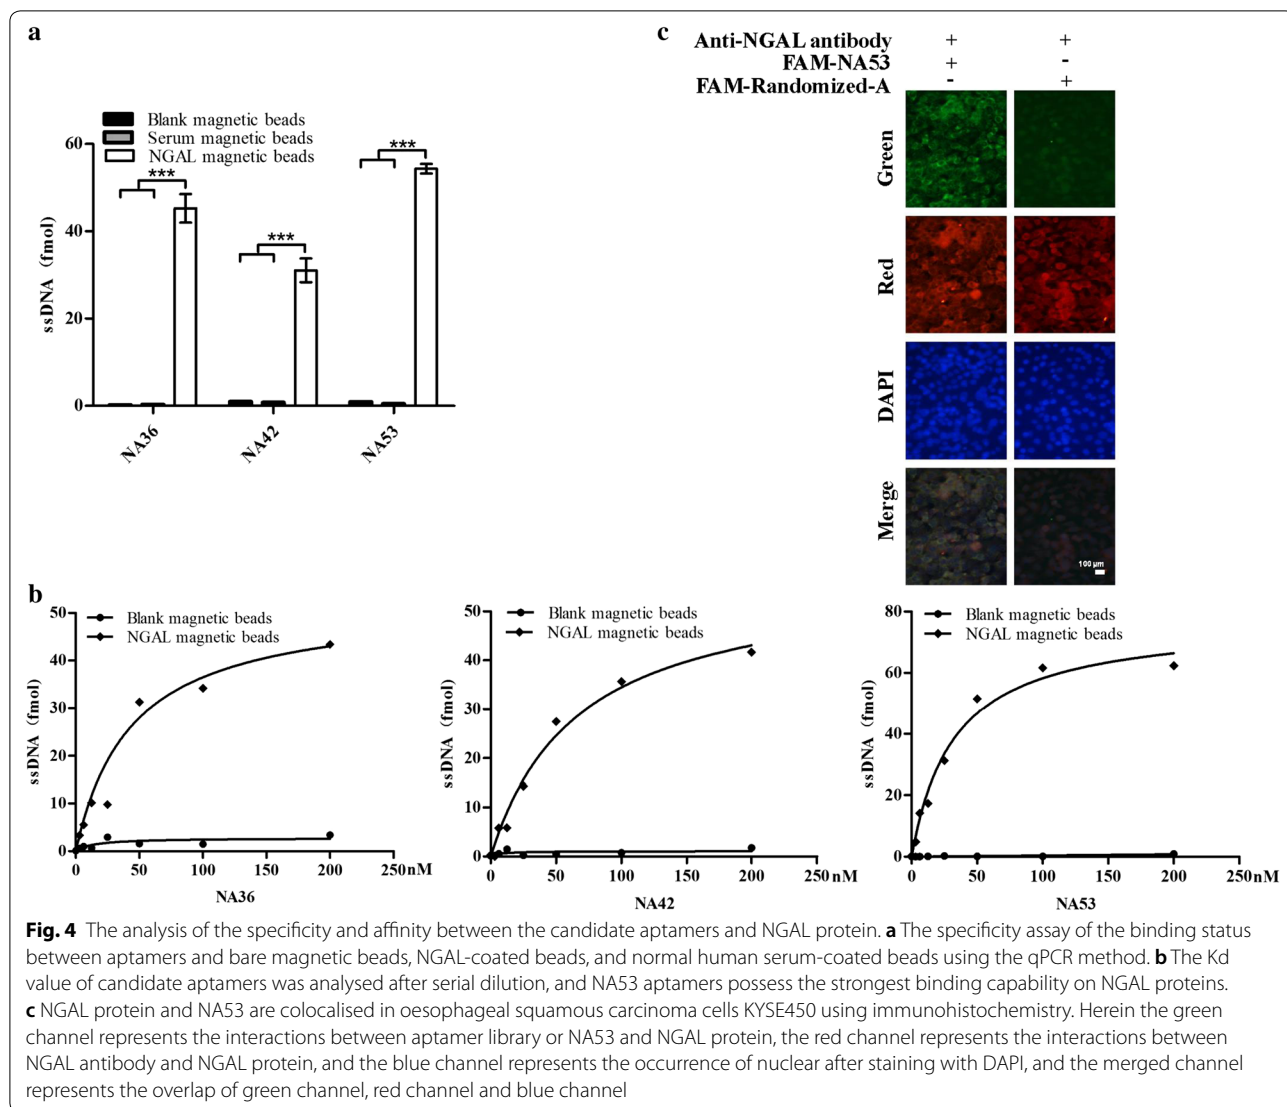 a
Blank magnetic beads
Serum magnetic beads
NGAL magnetic beads
60
40
20
0
ssDNA (fmol)
***
***
***
NA36
NA42
NA53
c
Anti-NGAL antibody + +
FAM-NA53 + -
FAM-Randomized-A - +
Green
Red
DAPI
Merge
100 µm
b
Blank magnetic beads
NGAL magnetic beads
50
40
30
20
10
0
ssDNA (fmol)
0 50 100 150 200 250nM
NA36
Blank magnetic beads
NGAL magnetic beads
50
40
30
20
10
0
ssDNA (fmol)
0 50 100 150 200 250nM
NA42
Blank magnetic beads
NGAL magnetic beads
80
60
40
20
0
ssDNA (fmol)
0 50 100 150 200 250nM
NA53
Fig. 4 The analysis of the specificity and affinity between the candidate aptamers and NGAL protein. a The specificity assay of the binding status
between aptamers and bare magnetic beads, NGAL-coated beads, and normal human serum-coated beads using the qPCR method. b The Kd
value of candidate aptamers was analysed after serial dilution, and NA53 aptamers possess the strongest binding capability on NGAL proteins.
c NGAL protein and NA53 are colocalised in oesophageal squamous carcinoma cells KYSE450 using immunohistochemistry. Herein the green
channel represents the interactions between aptamer library or NA53 and NGAL protein, the red channel represents the interactions between
NGAL antibody and NGAL protein, and the blue channel represents the occurrence of nuclear after staining with DAPI, and the merged channel
represents the overlap of green channel, red channel and blue channel